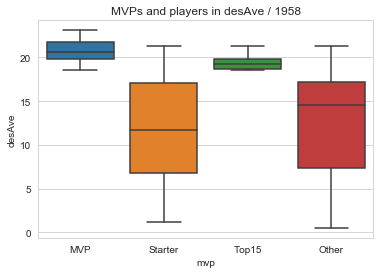 MVPs and players in desAve / 1958
desAve
20
15
10
5
0
MVP Starter Top15 Other
mvp